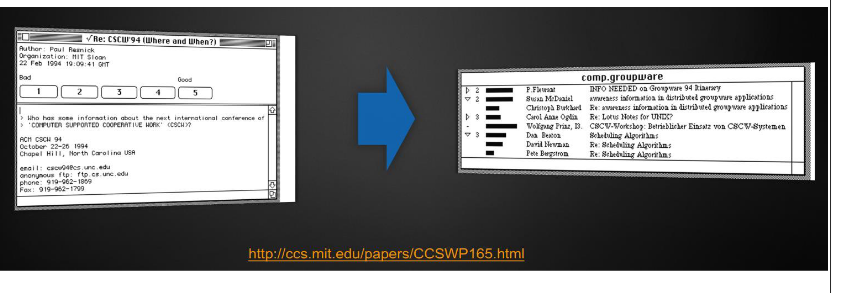 √Re: CSCW'94 (Where and When?)
Author: Paul Resnick
Organization: MIT Sloan
22 Feb 1994 19:09:41 GMT
Bad Good
1 2 3 4 5
> Who has some information about the next international conference of
> 'COMPUTER SUPPORTED COOPERATIVE WORK' (CSCW)?
ACM CSCW 94
October 22-26 1994
Chapel Hill, North Carolina USA
email: cscw94@cs.unc.edu
anonymous ftp: ftp.cs.unc.edu
phone: 919-962-1869
Fax: 919-962-1799
comp.groupware
2 P.Fleurant INFO NEEDED on Groupware 94 Itinerary
2 Susan McDaniel awareness information in distributed groupware applications
Christoph Burkhard Re: awareness information in distributed groupware applications
3 Carol Anne Ogdin Re: Lotus Notes for UNIX?
- Wolfgang Prinz, I3. CSCW-Workshop: Betrieblicher Einsatz von CSCW-Systemen
3 Dan Bexton Scheduling Algorithms
David Newman Re: Scheduling Algorithms
Pete Bergstrom Re: Scheduling Algorithms
http://ccs.mit.edu/papers/CCSWP165.html